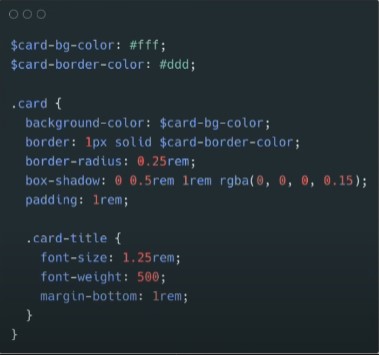 $card-bg-color: #fff;
$card-border-color: #ddd;
.card {
background-color: $card-bg-color;
border: 1px solid $card-border-color;
border-radius: 0.25rem;
box-shadow: 0 0.5rem 1rem rgba(0, 0, 0, 0.15);
padding: 1rem;
.card-title {
font-size: 1.25rem;
font-weight: 500;
margin-bottom: 1rem;
}
}